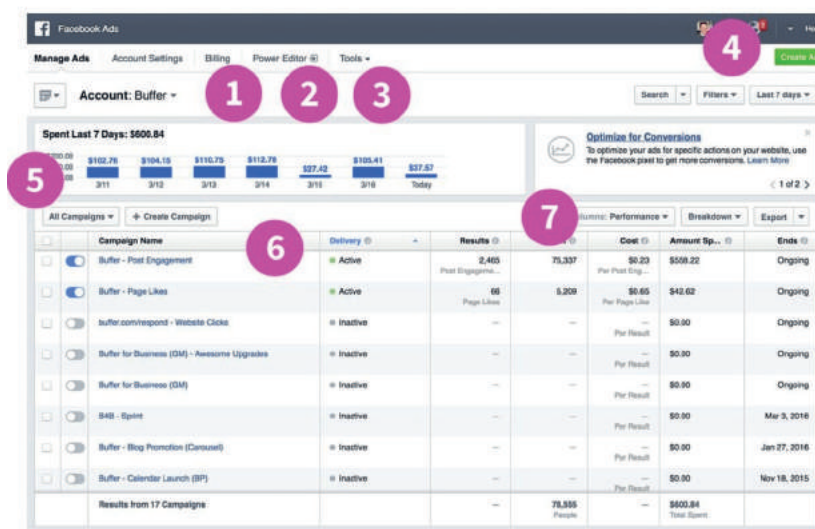 Facebook Ads
Manage Ads Account Settings Billing Power Editor Tools
4
Create
1 2 3
Account: Buffer
Search Filters Last 7 days
Spent Last 7 Days: $600.84
$102.76 $104.15 $110.75 $112.78 $27.42 $105.41 $37.57
3/11 3/12 3/13 3/14 3/15 3/16 Today
Optimize for Conversions
To optimize your ads for specific actions on your website, use
the Facebook pixel to get more conversions. Learn More
1 of 2
5
All Campaigns + Create Campaign
6
7
Performance Breakdown Export
Campaign Name Delivery Results Cost Amount Sp... Ends
Buffer - Post Engagement Active 2,465 75,337 $0.23 $558.22 Ongoing
Post Engageme... Per Post Eng...
Buffer - Page Likes Active 66 5,209 $0.65 $42.62 Ongoing
Page Likes Per Page Like
buffer.com/respond - Website Clicks Inactive — — — $0.00 Ongoing
Per Result
Buffer for Business (GM) - Awesome Upgrades Inactive — — — $0.00 Ongoing
Per Result
Buffer for Business (GM) Inactive — — — $0.00 Ongoing
Per Result
B4B - Sprint Inactive — — — $0.00 Mar 3, 2016
Per Result
Buffer - Blog Promotion (Carousel) Inactive — — — $0.00 Jan 27, 2016
Per Result
Buffer - Calendar Launch (BP) Inactive — — — $0.00 Nov 18, 2015
Per Result
Results from 17 Campaigns — 78,555 — $600.84
People Total Spent